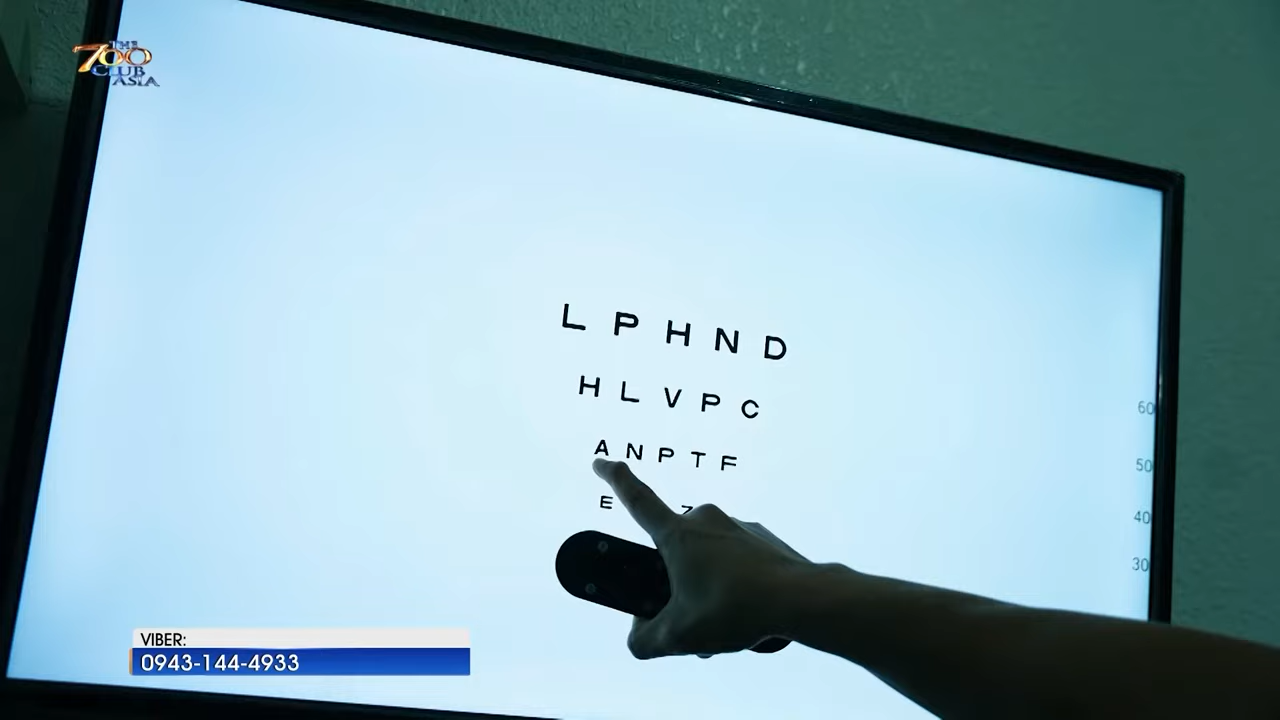 THE
700
CLUB
ASIA
L P H N D
H L V P C
60
A N P T F
50
E Z
40
30
VIBER:
0943-144-4933